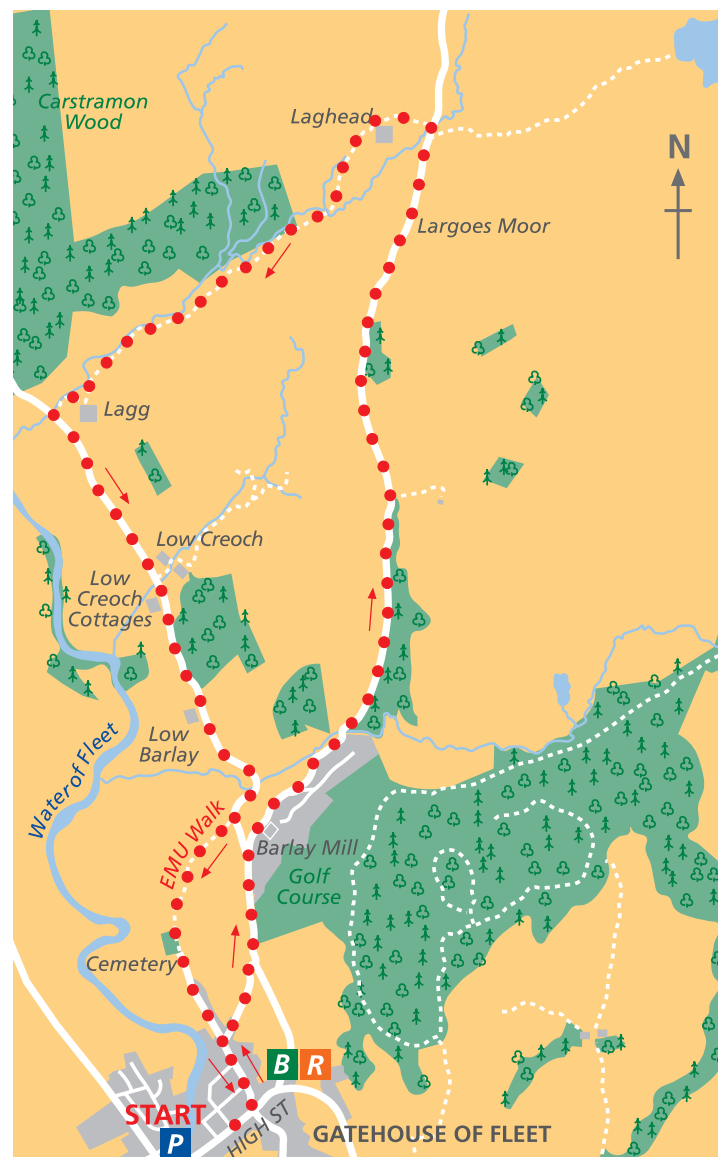 Carstramon
Wood
Laghead
N
Largoes Moor
Lagg
Low Creoch
Low
Creoch
Cottages
Low
Barlay
Water of Fleet
EMU Walk
Barlay Mill
Golf
Course
Cemetery
B R
START
P
HIGH ST
GATEHOUSE OF FLEET